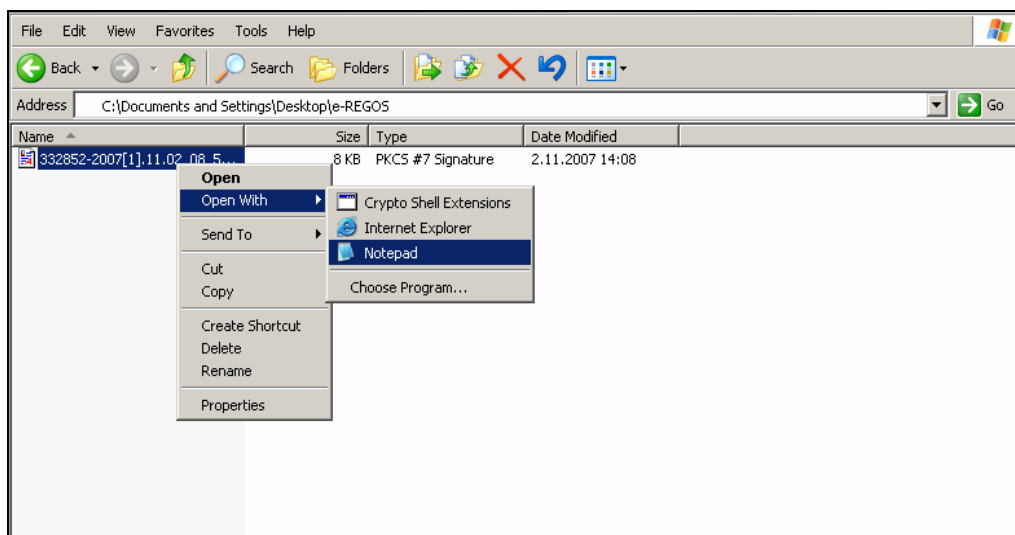 File Edit View Favorites Tools Help
Back Search Folders
Address C:\Documents and Settings\Desktop\e-REGOS Go
Name Size Type Date Modified
332852-2007[1].11.02_08_5... 8 KB PKCS #7 Signature 2.11.2007 14:08
Open
Open With
Send To
Cut
Copy
Create Shortcut
Delete
Rename
Properties
Crypto Shell Extensions
Internet Explorer
Notepad
Choose Program...